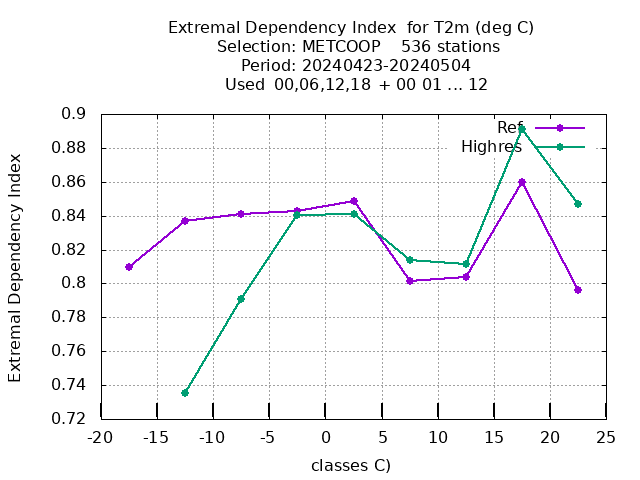 Extremal Dependency Index  for T2m (deg C)
Selection: METCOOP    536 stations
Period: 20240423-20240504
Used  00,06,12,18  + 00 01 ... 12
Extremal Dependency Index
0.9
0.88
0.86
0.84
0.82
0.8
0.78
0.76
0.74
0.72
Ref
Highres
-20 -15 -10 -5 0 5 10 15 20 25
classes C)